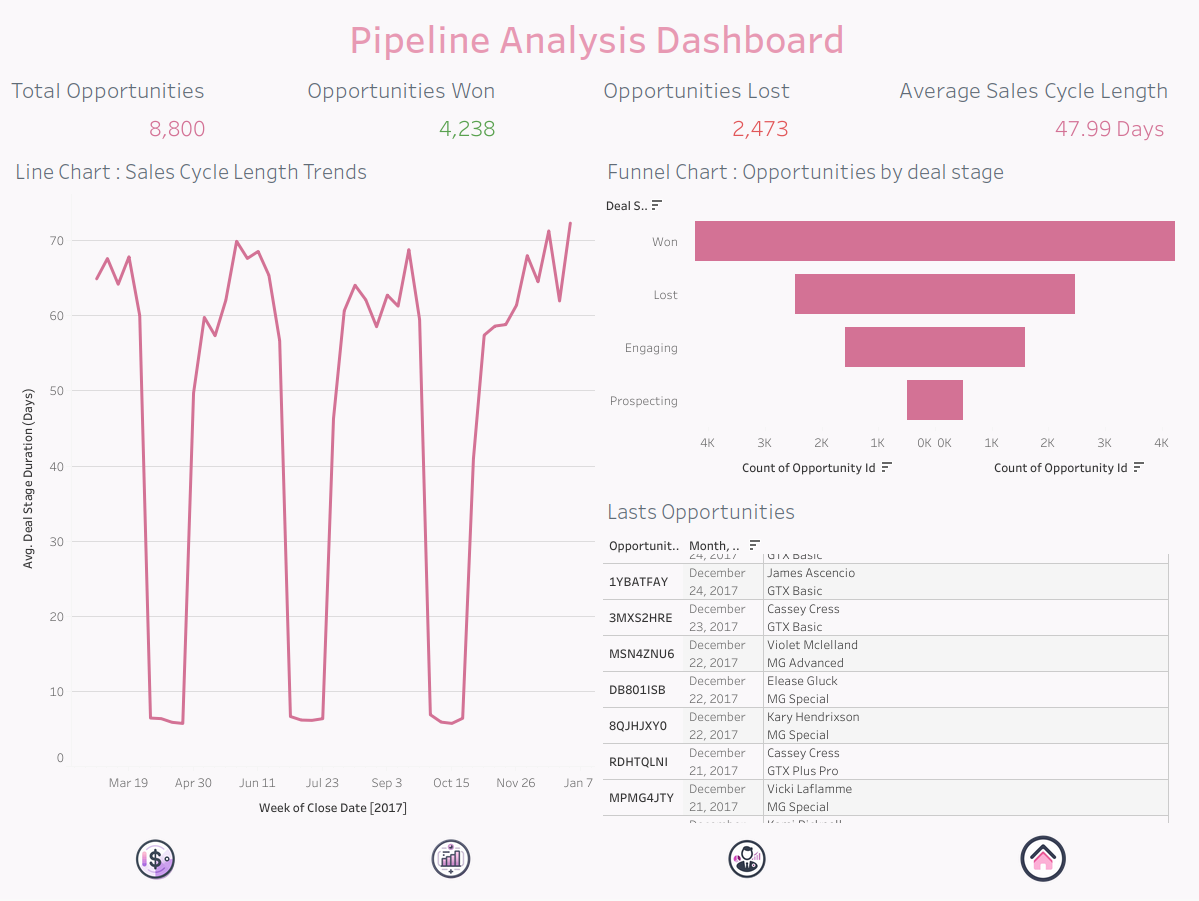 Pipeline Analysis Dashboard
Total Opportunities
Opportunities Won
Opportunities Lost
Average Sales Cycle Length
8,800
4,238
2,473
47.99 Days
Line Chart : Sales Cycle Length Trends
70
60
50
40
30
20
10
0
Avg. Deal Stage Duration (Days)
Mar 19 Apr 30 Jun 11 Jul 23 Sep 3 Oct 15 Nov 26 Jan 7
Week of Close Date [2017]
Funnel Chart : Opportunities by deal stage
Deal S..
Won
Lost
Engaging
Prospecting
4K 3K 2K 1K 0K 0K 1K 2K 3K 4K
Count of Opportunity Id Count of Opportunity Id
Lasts Opportunities
Opportunit.. Month, ..
24, 2017 GTX Basic
1YBATFAY
December James Ascencio
24, 2017 GTX Basic
3MXS2HRE
December Cassey Cress
23, 2017 GTX Basic
MSN4ZNU6
December Violet Mclelland
22, 2017 MG Advanced
DB801ISB
December Elease Gluck
22, 2017 MG Special
8QJHJXY0
December Kary Hendrixson
22, 2017 MG Special
RDHTQLNI
December Cassey Cress
21, 2017 GTX Plus Pro
MPMG4JTY
December Vicki Laflamme
21, 2017 MG Special
December
$